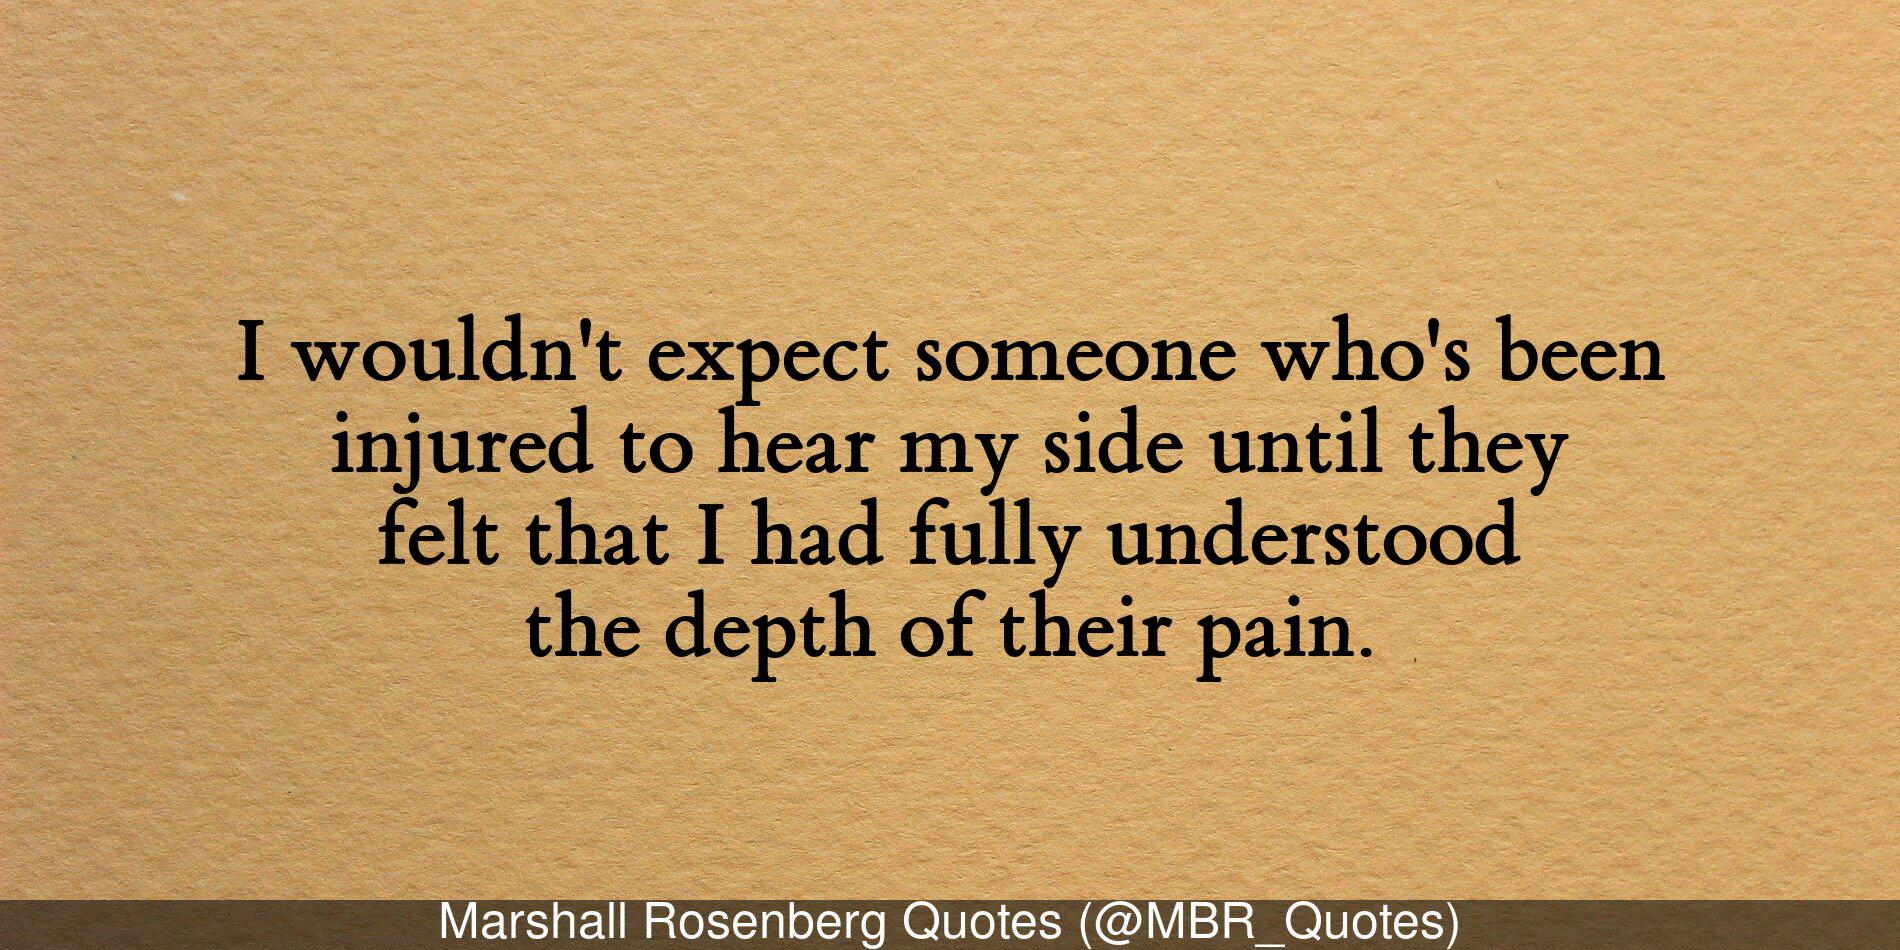 I wouldn't expect someone who's been
injured to hear my side until they
felt that I had fully understood
the depth of their pain.
Marshall Rosenberg Quotes (@MBR_Quotes)